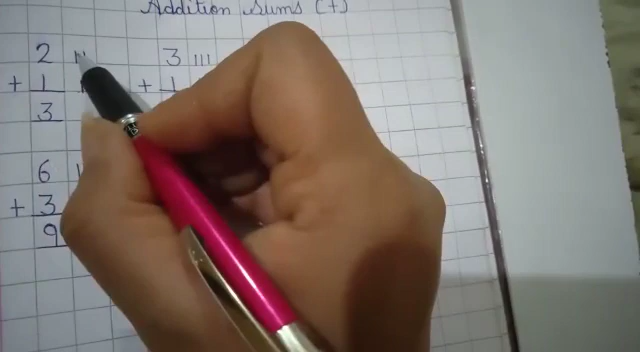 Addition Sums (+)
2 || 3 |||
+ 1 | + 1
3
6 |
+ 3
9